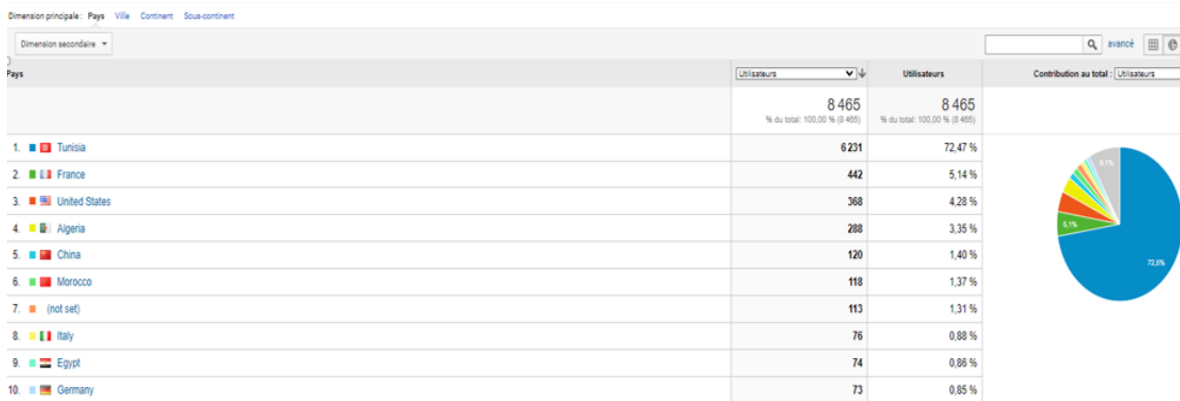 Dimension principale : Pays Ville Continent Sous-continent
Dimension secondaire
avancé
Pays Utilisateurs Utilisateurs Contribution au total : Utilisateurs
8 465 8 465
% du total: 100,00 % (8 465) % du total: 100,00 % (8 465)
1. Tunisia 6 231 72,47 %
2. France 442 5,14 %
3. United States 368 4,28 %
4. Algeria 288 3,35 %
5. China 120 1,40 %
6. Morocco 118 1,37 %
7. (not set) 113 1,31 %
8. Italy 76 0,88 %
9. Egypt 74 0,86 %
10. Germany 73 0,85 %
8,1%
5,1%
72,5%